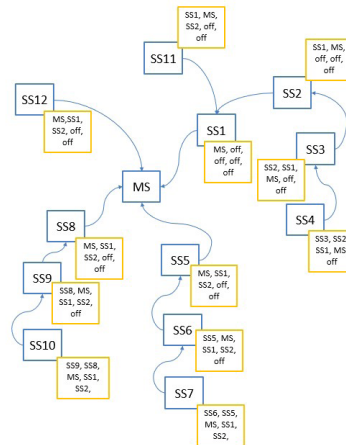 SS1, MS,
SS2, off,
off
SS11
SS1, MS,
off, off,
off
SS2
SS12
MS,SS1,
SS2, off,
off
SS1
MS, off,
off, off,
off
SS3
SS2, SS1,
MS, off,
off
MS
SS4
SS3, SS2
SS1, MS
off
SS8
MS, SS1,
SS2, off,
off
SS5
MS, SS1,
SS2, off,
off
SS9
SS8, MS,
SS1, SS2,
off
SS6
SS5, MS,
SS1, SS2,
off
SS10
SS9, SS8,
MS, SS1,
SS2,
SS7
SS6, SS5,
MS, SS1,
SS2,